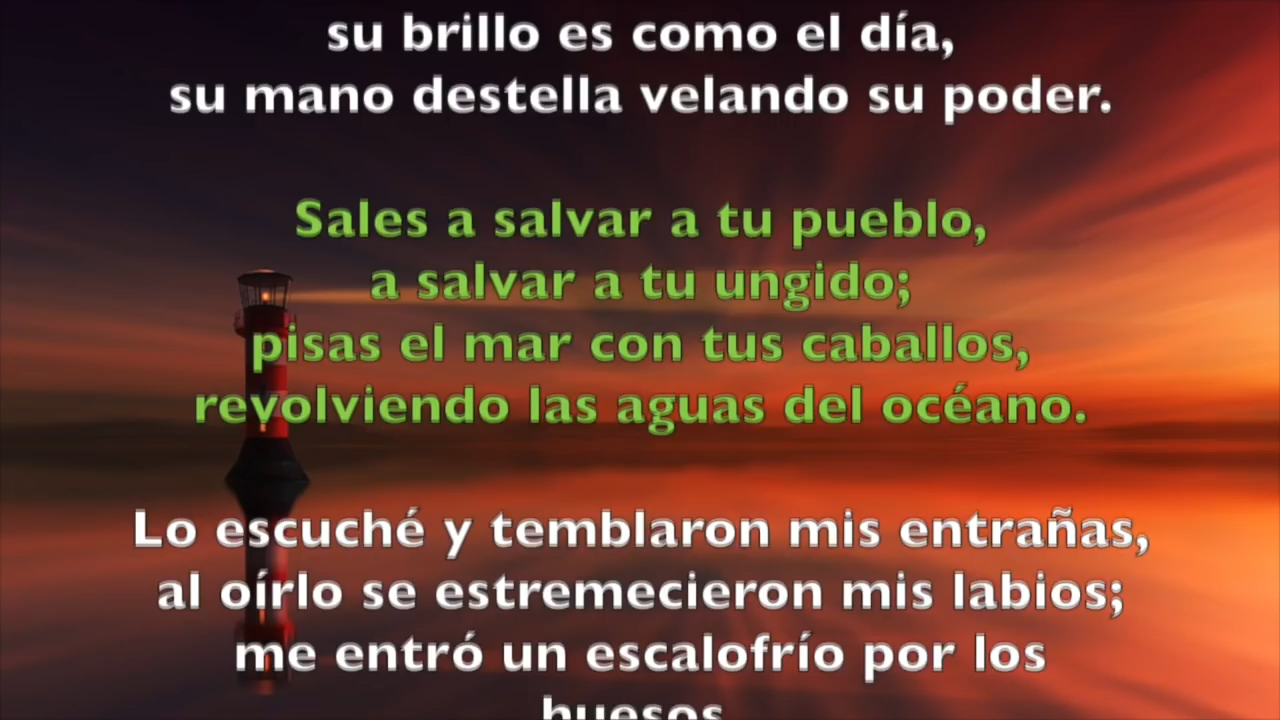 su brillo es como el día,
su mano destella velando su poder.
Sales a salvar a tu pueblo,
a salvar a tu ungido;
pisas el mar con tus caballos,
revolviendo las aguas del océano.
Lo escuché y temblaron mis entrañas,
al oírlo se estremecieron mis labios;
me entró un escalofrío por los
huesos